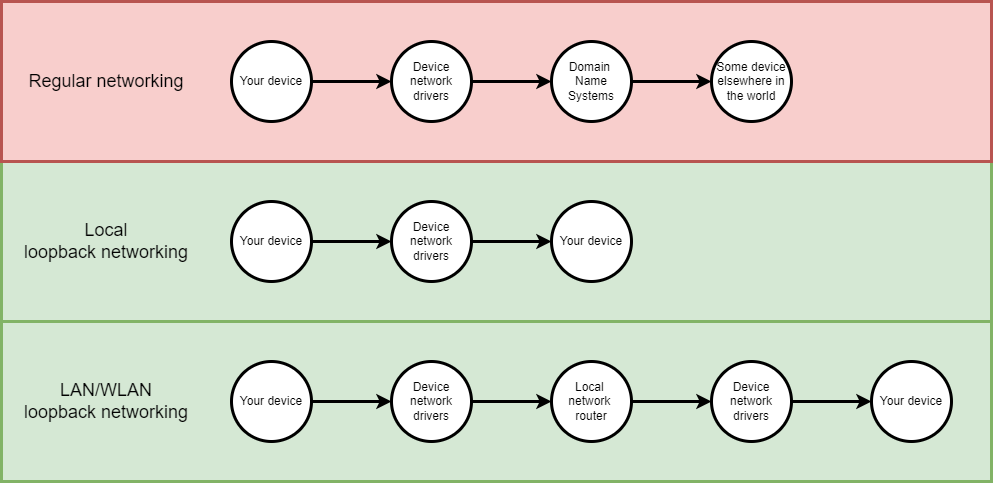 Regular networking
Your device
Device
network
drivers
Domain
Name
Systems
Some device
elsewhere in
the world
Local
loopback networking
Your device
Device
network
drivers
Your device
LAN/WLAN
loopback networking
Your device
Device
network
drivers
Local
network
router
Device
network
drivers
Your device